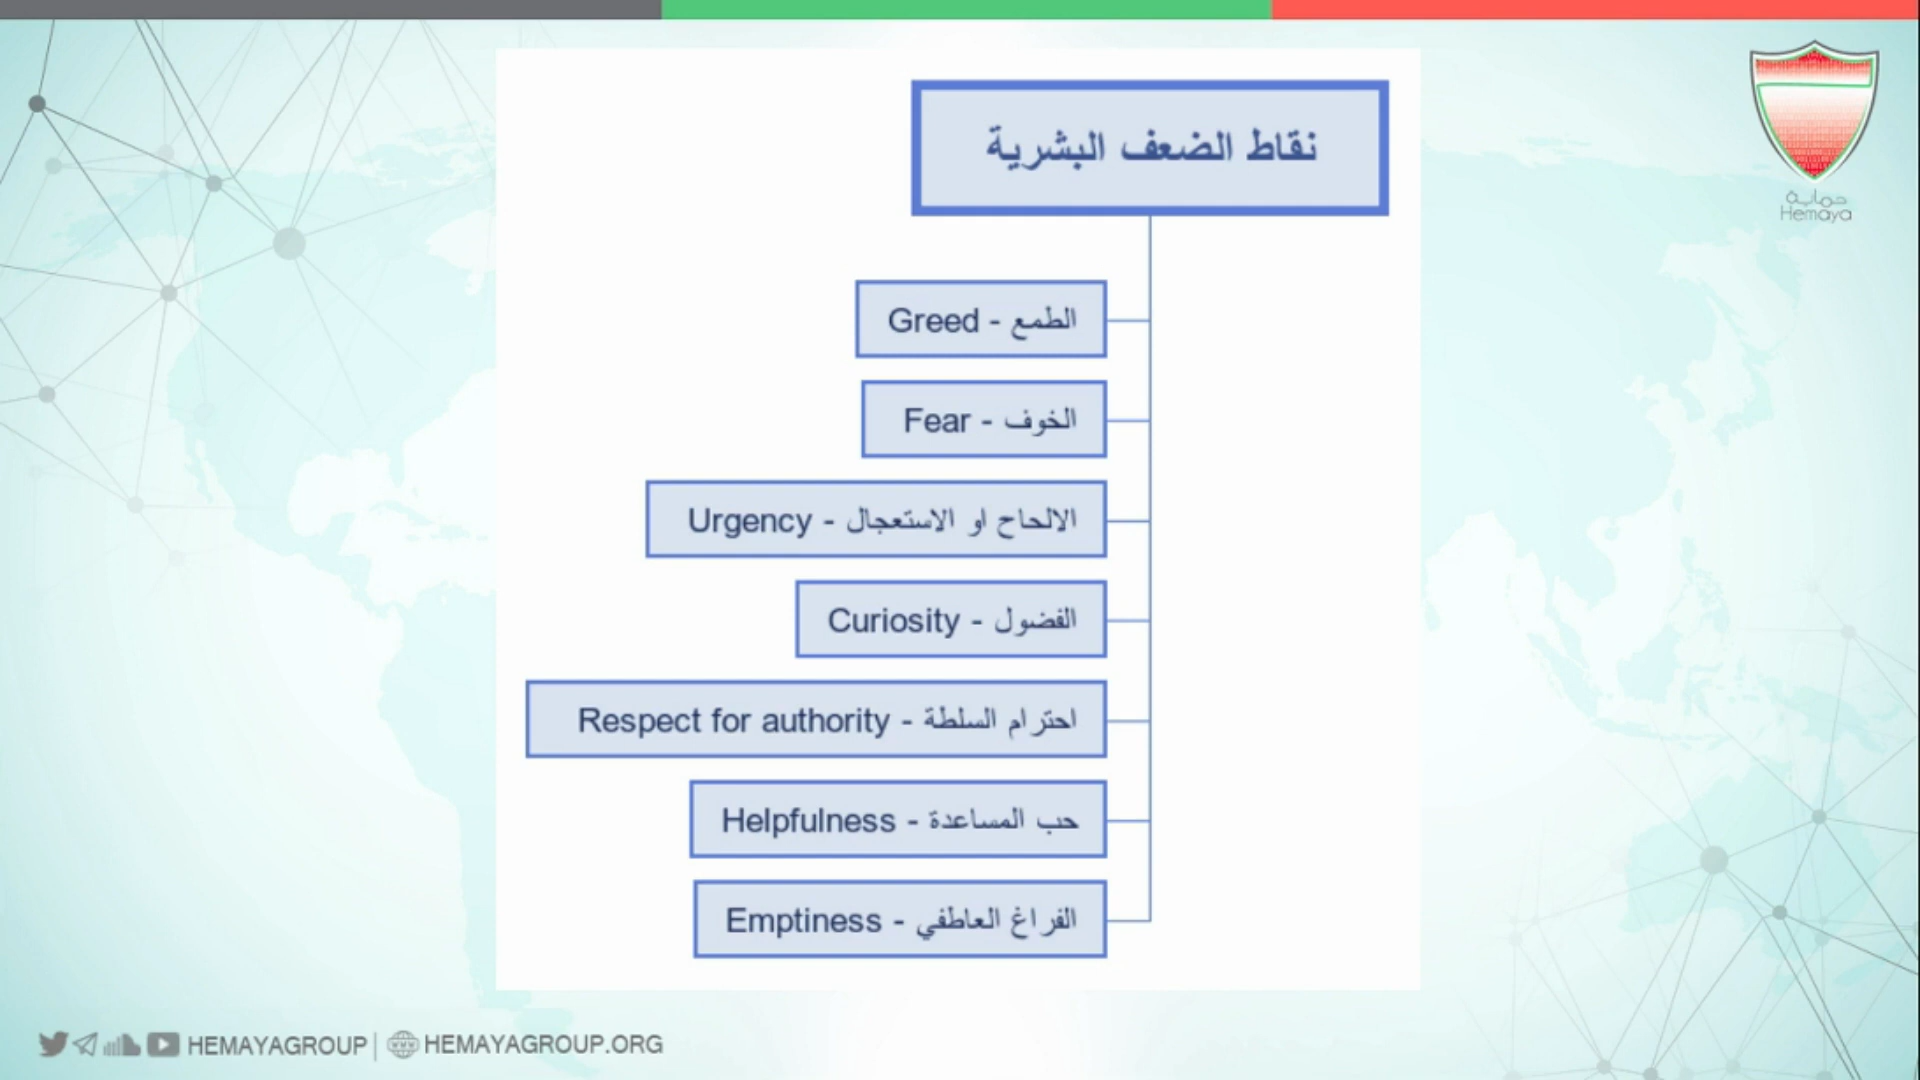 نقاط الضعف البشرية
الطمع - Greed
الخوف - Fear
الالحاح او الاستعجال - Urgency
الفضول - Curiosity
احترام السلطة - Respect for authority
حب المساعدة - Helpfulness
الفراغ العاطفي - Emptiness
حماية
Hemaya
HEMAYAGROUP | HEMAYAGROUP.ORG